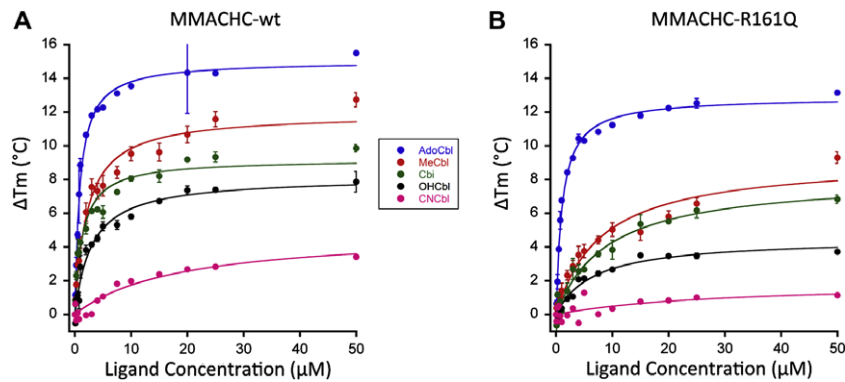 A
MMACHC-wt
ΔTm (°C)
16
14
12
10
8
6
4
2
0
0
10
20
30
40
50
Ligand Concentration (μM)
AdoCbl
MeCbl
Cbi
OHCbl
CNCbl
B
MMACHC-R161Q
ΔTm (°C)
16
14
12
10
8
6
4
2
0
0
10
20
30
40
50
Ligand Concentration (μM)